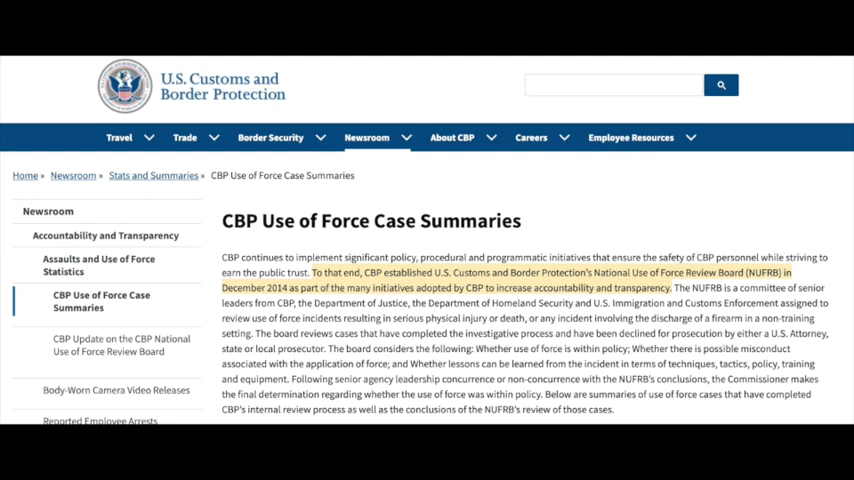 U.S. Customs and
Border Protection
Travel Trade Border Security Newsroom About CBP Careers Employee Resources
Home » Newsroom » Stats and Summaries » CBP Use of Force Case Summaries
Newsroom
Accountability and Transparency
Assaults and Use of Force
Statistics
CBP Use of Force Case
Summaries
CBP Update on the CBP National
Use of Force Review Board
Body-Worn Camera Video Releases
Reported Employee Arrests
CBP Use of Force Case Summaries
CBP continues to implement significant policy, procedural and programmatic initiatives that ensure the safety of CBP personnel while striving to
earn the public trust. To that end, CBP established U.S. Customs and Border Protection's National Use of Force Review Board (NUFRB) in
December 2014 as part of the many initiatives adopted by CBP to increase accountability and transparency. The NUFRB is a committee of senior
leaders from CBP, the Department of Justice, the Department of Homeland Security and U.S. Immigration and Customs Enforcement assigned to
review use of force incidents resulting in serious physical injury or death, or any incident involving the discharge of a firearm in a non-training
setting. The board reviews cases that have completed the investigative process and have been declined for prosecution by either a U.S. Attorney,
state or local prosecutor. The board considers the following: Whether use of force is within policy; Whether there is possible misconduct
associated with the application of force; and Whether lessons can be learned from the incident in terms of techniques, tactics, policy, training
and equipment. Following senior agency leadership concurrence or non-concurrence with the NUFRB's conclusions, the Commissioner makes
the final determination regarding whether the use of force was within policy. Below are summaries of use of force cases that have completed
CBP's internal review process as well as the conclusions of the NUFRB's review of those cases.